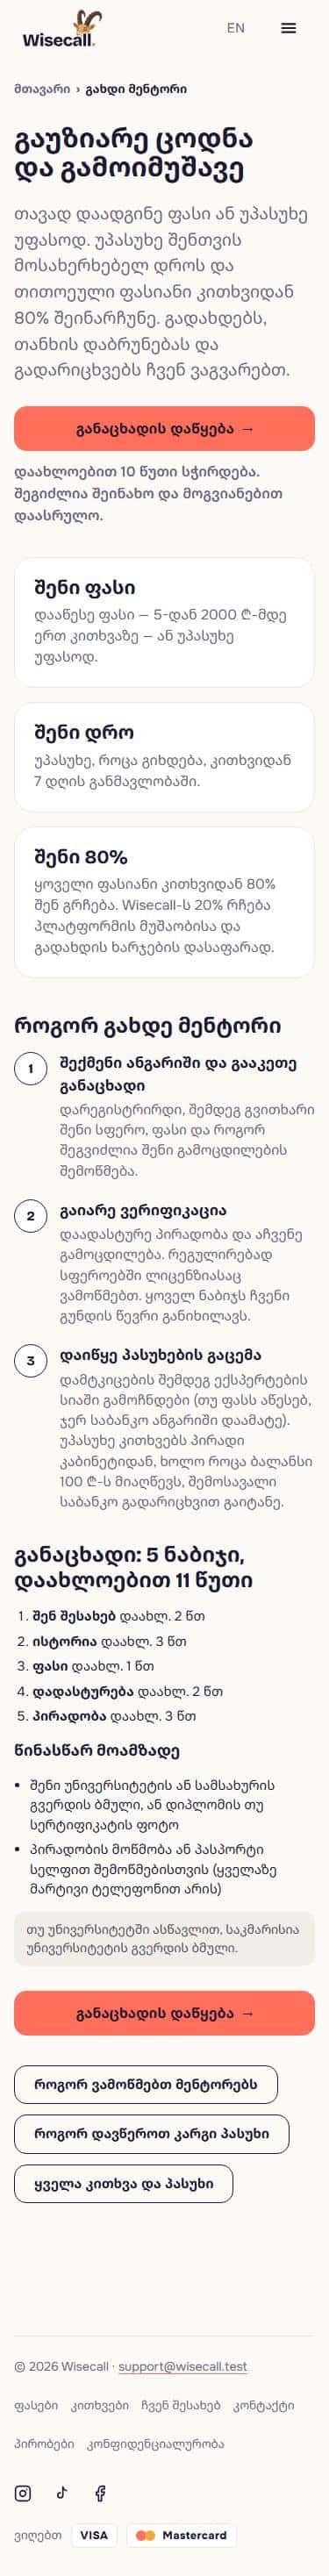 Wisecall.
EN
მთავარი › გახდი მენტორი
გაუზიარე ცოდნა
და გამოიმუშავე
თავად დაადგინე ფასი ან უპასუხე
უფასოდ. უპასუხე შენთვის
მოსახერხებელ დროს და
თითოეული ფასიანი კითხვიდან
80% შეინარჩუნე. გადახდებს,
თანხის დაბრუნებას და
გადარიცხვებს ჩვენ ვაგვარებთ.
განაცხადის დაწყება →
დაახლოებით 10 წუთი სჭირდება.
შეგიძლია შეინახო და მოგვიანებით
დაასრულო.
შენი ფასი
დააწესე ფასი — 5-დან 2000 ₾-მდე
ერთ კითხვაზე — ან უპასუხე
უფასოდ.
შენი დრო
უპასუხე, როცა გიხდება, კითხვიდან
7 დღის განმავლობაში.
შენი 80%
ყოველი ფასიანი კითხვიდან 80%
შენ გრჩება. Wisecall-ს 20% რჩება
პლატფორმის მუშაობისა და
გადახდის ხარჯების დასაფარად.
როგორ გახდე მენტორი
1
შექმენი ანგარიში და გააკეთე
განაცხადი
დარეგისტრირდი, შემდეგ გვითხარი
შენი სფერო, ფასი და როგორ
შეგვიძლია შენი გამოცდილების
შემოწმება.
2
გაიარე ვერიფიკაცია
დაადასტურე პირადობა და აჩვენე
გამოცდილება. რეგულირებად
სფეროებში ლიცენზიასაც
ვამოწმებთ. ყოველ ნაბიჯს ჩვენი
გუნდის წევრი განიხილავს.
3
დაიწყე პასუხების გაცემა
დამტკიცების შემდეგ ექსპერტების
სიაში გამოჩნდები (თუ ფასს აწესებ,
ჯერ საბანკო ანგარიში დაამატე).
უპასუხე კითხვებს პირადი
კაბინეტიდან, ხოლო როცა ბალანსი
100 ₾-ს მიაღწევს, შემოსავალი
საბანკო გადარიცხვით გაიტანე.
განაცხადი: 5 ნაბიჯი,
დაახლოებით 11 წუთი
1. შენ შესახებ დაახლ. 2 წთ
2. ისტორია დაახლ. 3 წთ
3. ფასი დაახლ. 1 წთ
4. დადასტურება დაახლ. 2 წთ
5. პირადობა დაახლ. 3 წთ
წინასწარ მოამზადე
• შენი უნივერსიტეტის ან სამსახურის
გვერდის ბმული, ან დიპლომის თუ
სერტიფიკატის ფოტო
• პირადობის მოწმობა ან პასპორტი
სელფით შემოწმებისთვის (ყველაზე
მარტივი ტელეფონით არის)
თუ უნივერსიტეტში ასწავლით, საკმარისია
უნივერსიტეტის გვერდის ბმული.
განაცხადის დაწყება →
როგორ ვამოწმებთ მენტორებს
როგორ დავწეროთ კარგი პასუხი
ყველა კითხვა და პასუხი
© 2026 Wisecall · support@wisecall.test
ფასები კითხვები ჩვენ შესახებ კონტაქტი
პირობები კონფიდენციალურობა
ვიღებთ VISA Mastercard